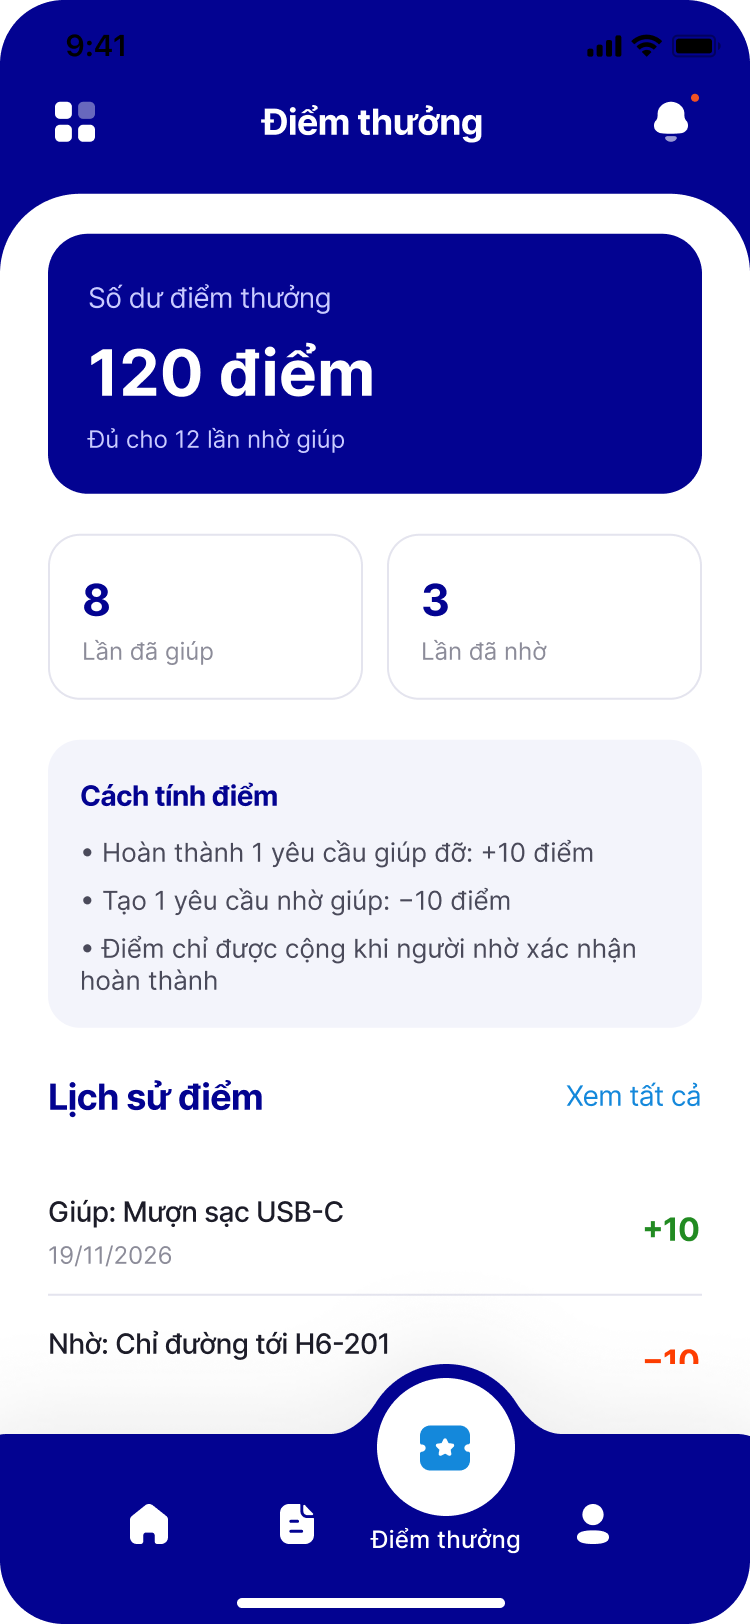 9:41
Điểm thưởng
Số dư điểm thưởng
120 điểm
Đủ cho 12 lần nhờ giúp
8
3
Lần đã giúp
Lần đã nhờ
Cách tính điểm
• Hoàn thành 1 yêu cầu giúp đỡ: +10 điểm
• Tạo 1 yêu cầu nhờ giúp: −10 điểm
• Điểm chỉ được cộng khi người nhờ xác nhận
hoàn thành
Lịch sử điểm
Xem tất cả
Giúp: Mượn sạc USB-C
+10
19/11/2026
Nhờ: Chỉ đường tới H6-201
−10
Điểm thưởng